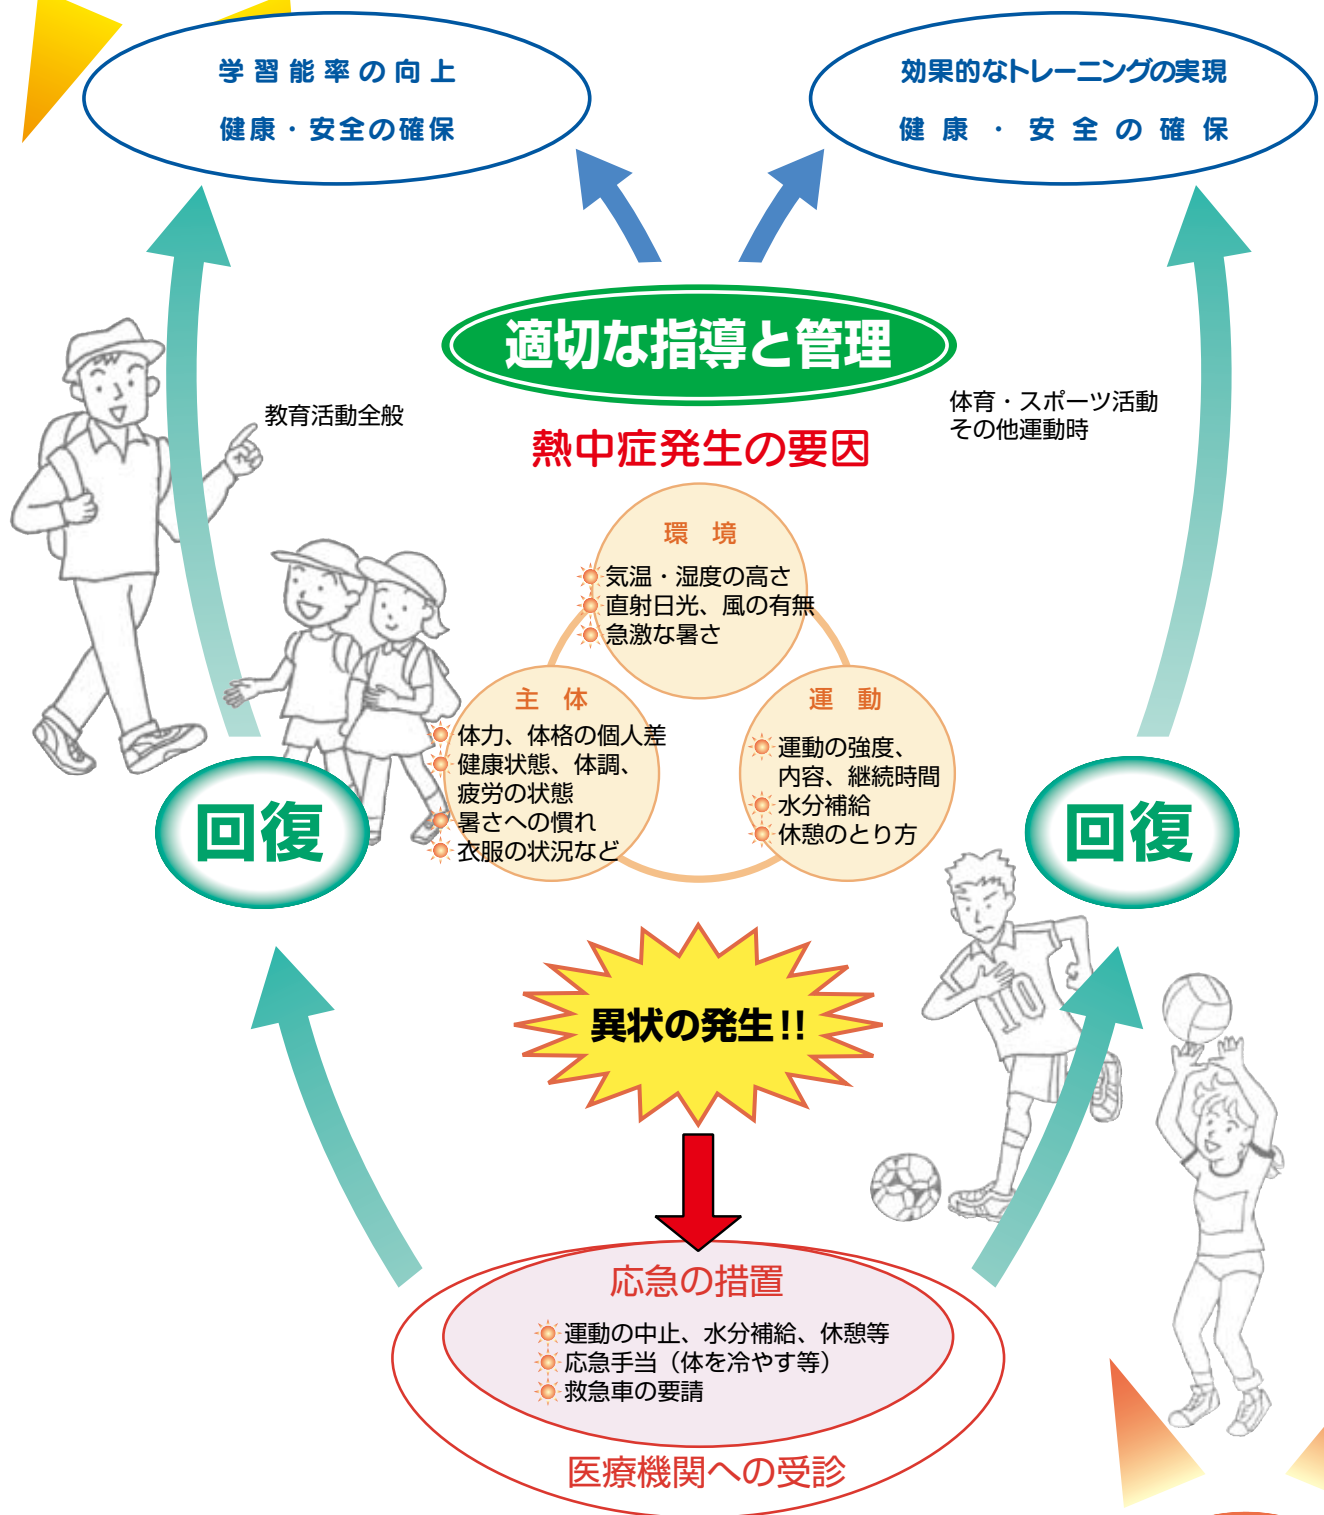 学習能率の向上
健康・安全の確保
効果的なトレーニングの実現
健康・安全の確保
適切な指導と管理
教育活動全般
体育・スポーツ活動
その他運動時
熱中症発生の要因
環境
気温・湿度の高さ
直射日光、風の有無
急激な暑さ
主体
体力、体格の個人差
健康状態、体調、
疲労の状態
暑さへの慣れ
衣服の状況など
運動
運動の強度、
内容、継続時間
水分補給
休憩のとり方
回復
回復
異状の発生!!
10
応急の措置
運動の中止、水分補給、休憩等
応急手当（体を冷やす等）
救急車の要請
医療機関への受診